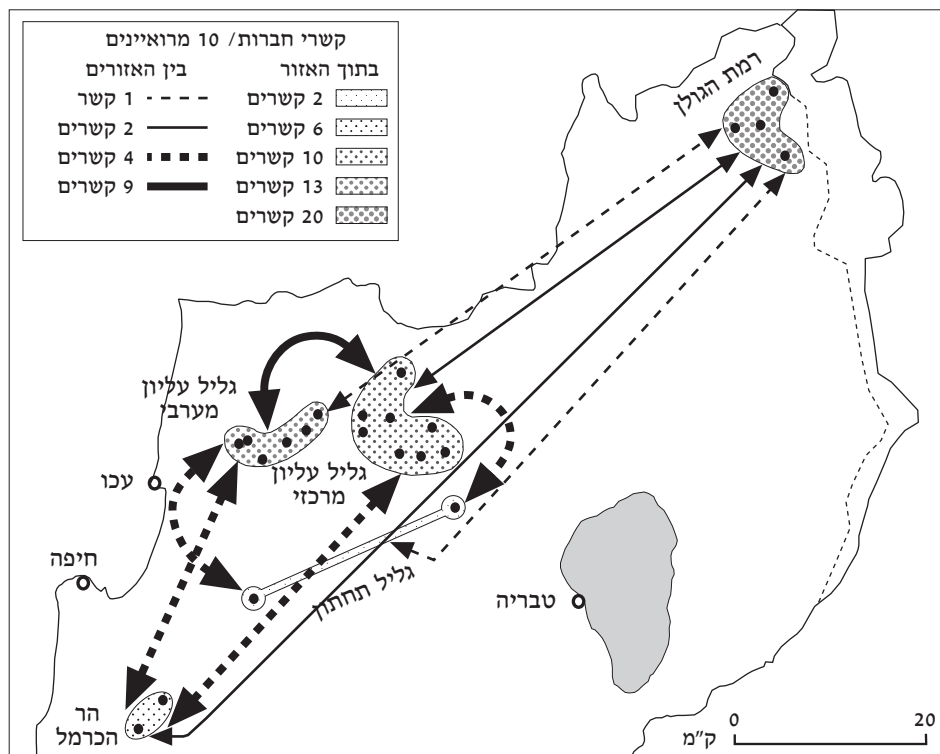 קשרי חברות/ 10 מרואיינים
בתוך האזור
2 קשרים
6 קשרים
10 קשרים
13 קשרים
20 קשרים
בין האזורים
1 קשר
2 קשרים
4 קשרים
9 קשרים
רמת הגולן
גליל עליון
מערבי
גליל עליון
מרכזי
עכו
חיפה
גליל תחתון
טבריה
הר
הכרמל
0 20
ק"מ